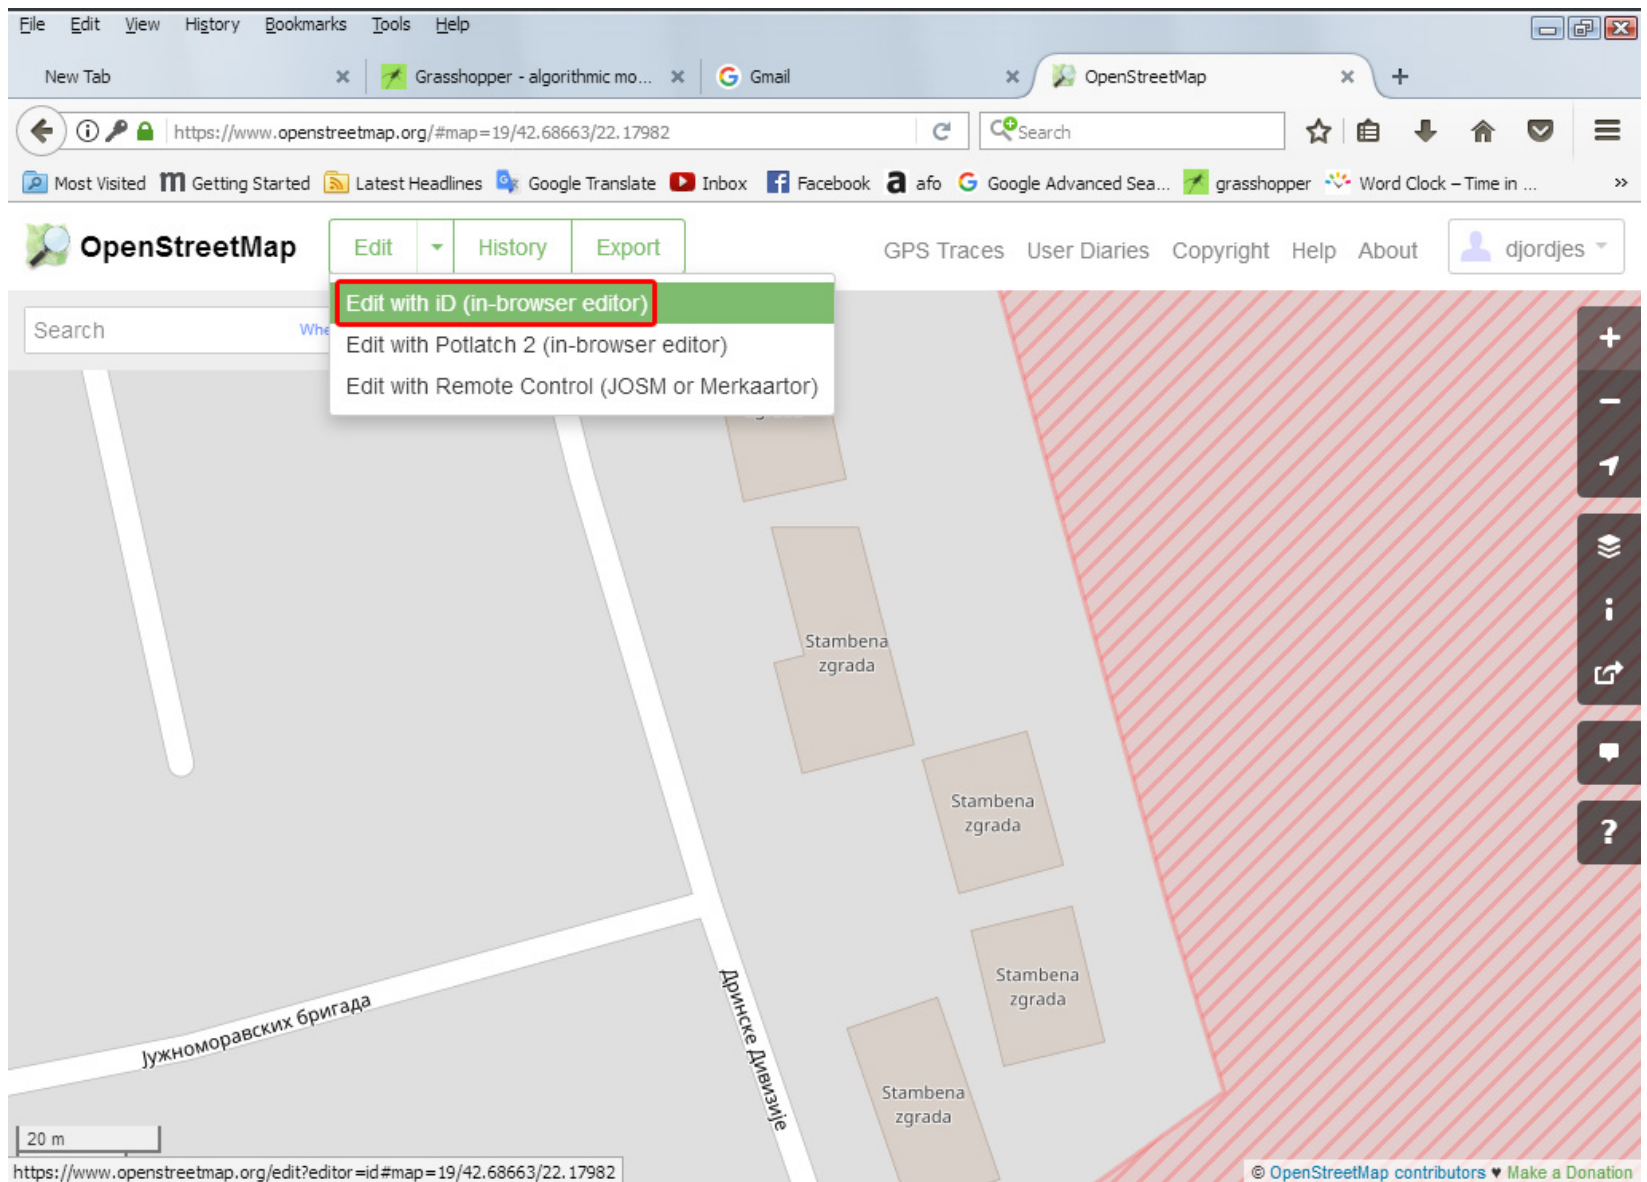 File Edit View History Bookmarks Tools Help
New Tab Grasshopper - algorithmic mo... Gmail OpenStreetMap
https://www.openstreetmap.org/#map=19/42.68663/22.17982 Search
Most Visited Getting Started Latest Headlines Google Translate Inbox Facebook afo Google Advanced Sea... grasshopper Word Clock – Time in ... »
OpenStreetMap Edit History Export GPS Traces User Diaries Copyright Help About djordjes
Edit with iD (in-browser editor)
Search Whe
Edit with Potlatch 2 (in-browser editor)
Edit with Remote Control (JOSM or Merkaartor)
Stambena
zgrada
Stambena
zgrada
Stambena
zgrada
Јужноморавских бригада
Дринске Дивизије
Stambena
zgrada
20 m
https://www.openstreetmap.org/edit?editor=id#map=19/42.68663/22.17982
© OpenStreetMap contributors ♥ Make a Donation